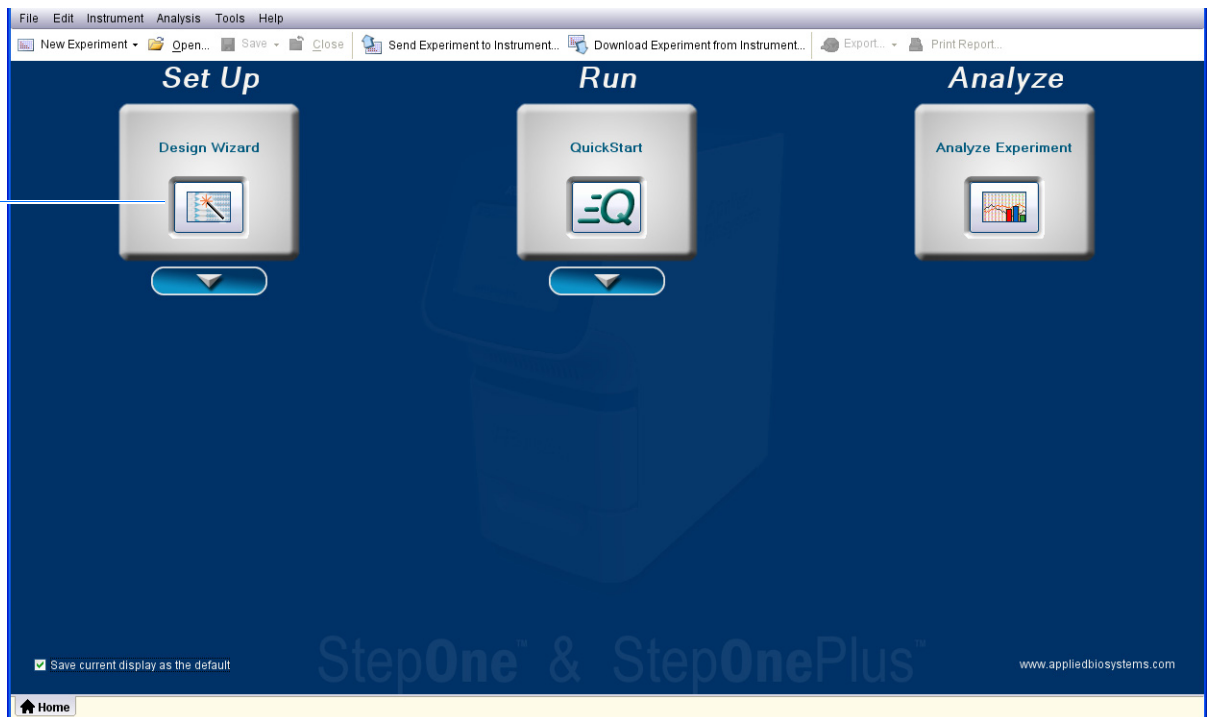 File Edit Instrument Analysis Tools Help
New Experiment Open... Save Close Send Experiment to Instrument... Download Experiment from Instrument... Export... Print Report...
Set Up Run Analyze
Design Wizard QuickStart Analyze Experiment
Q
StepOne™ & StepOnePlus™
Save current display as the default www.appliedbiosystems.com
Home